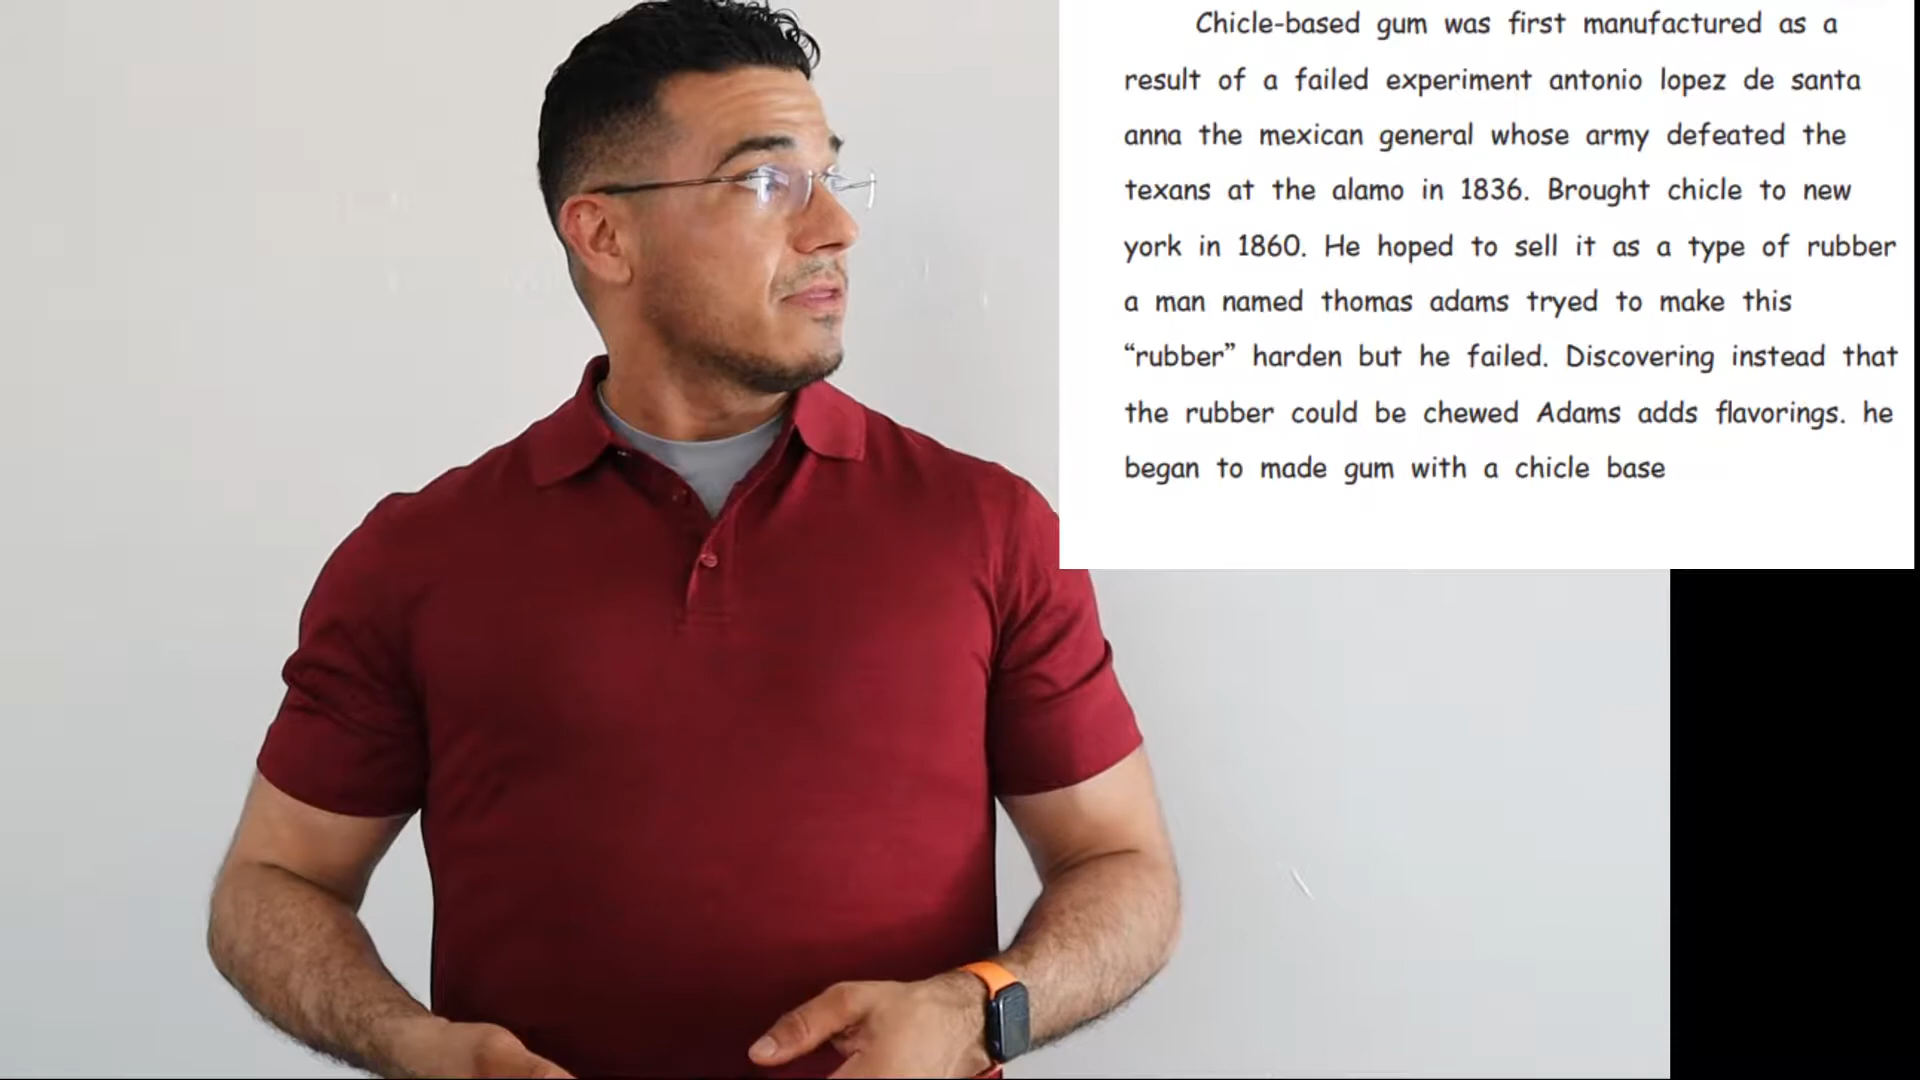 Chicle-based gum was first manufactured as a
result of a failed experiment antonio lopez de santa
anna the mexican general whose army defeated the
texans at the alamo in 1836. Brought chicle to new
york in 1860. He hoped to sell it as a type of rubber
a man named thomas adams tryed to make this
“rubber” harden but he failed. Discovering instead that
the rubber could be chewed Adams adds flavorings. he
began to made gum with a chicle base